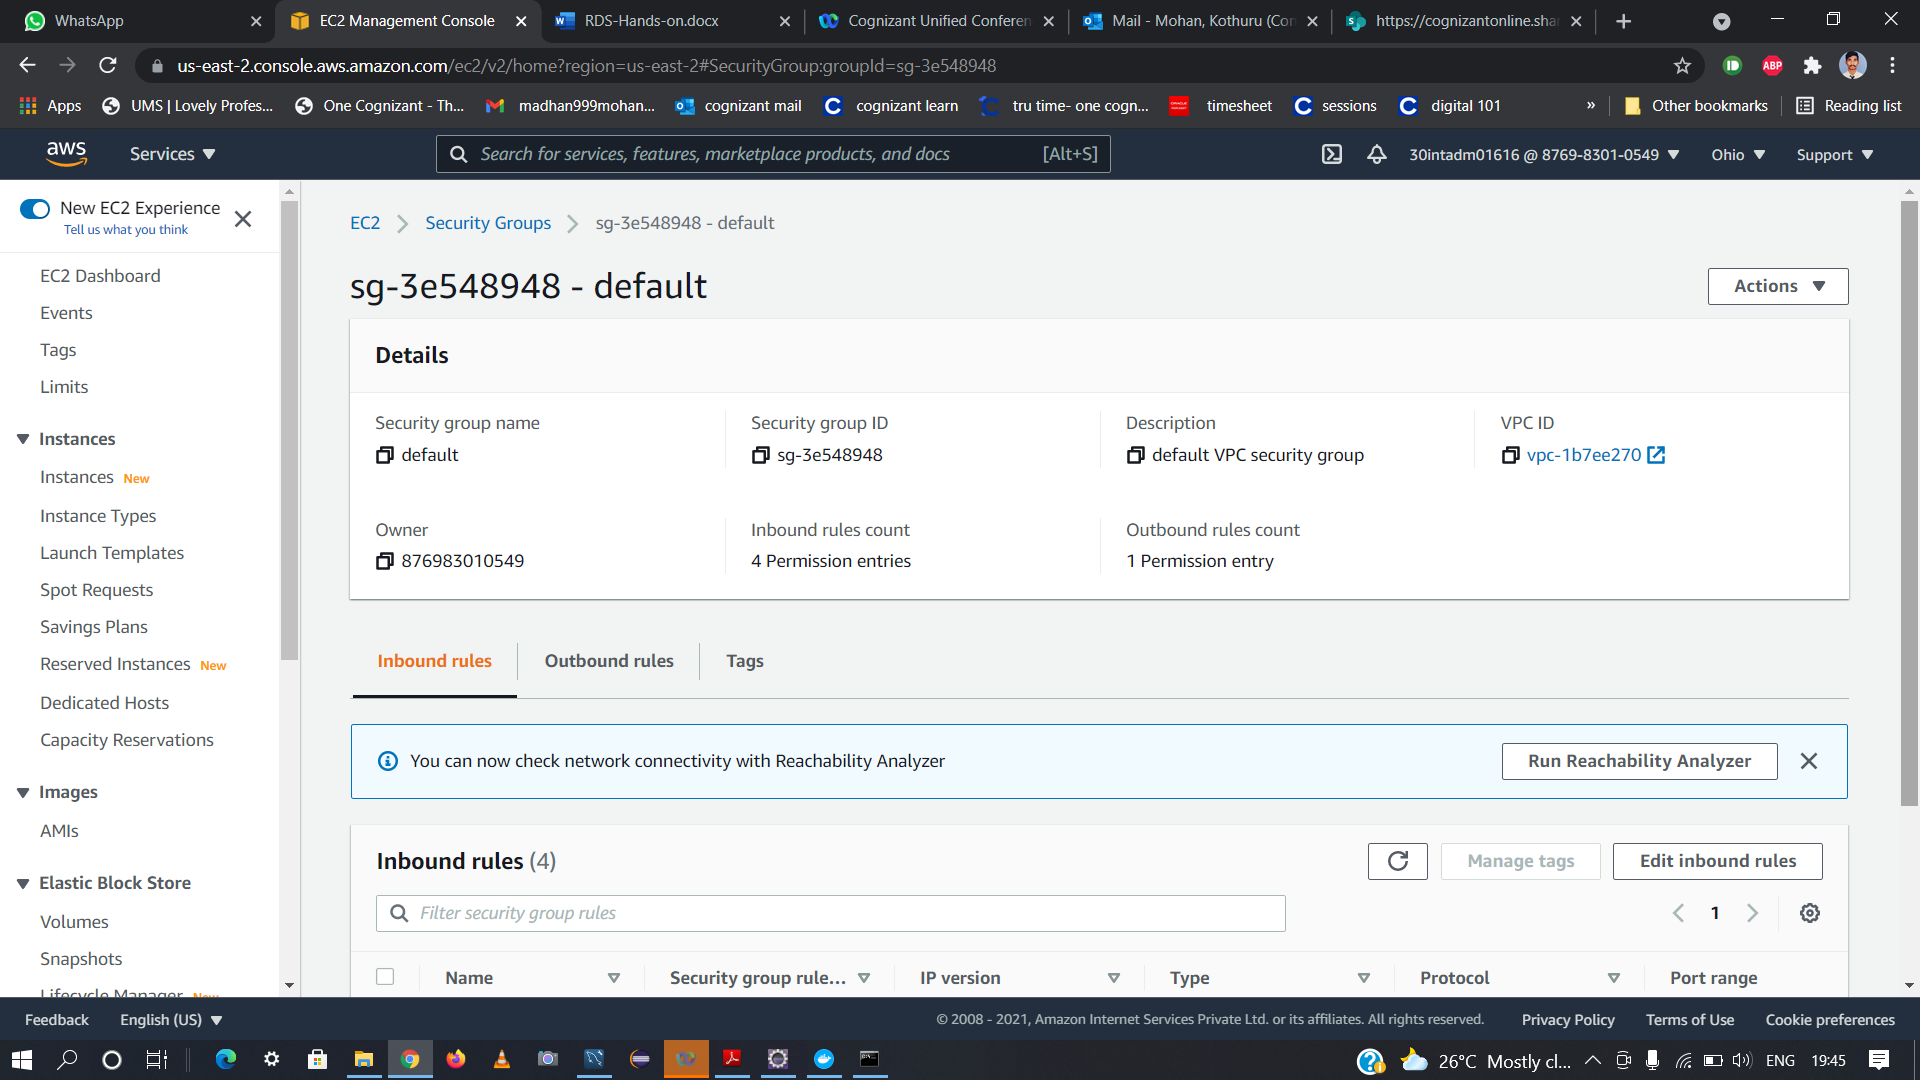 WhatsApp
EC2 Management Console
RDS-Hands-on.docx
Cognizant Unified Conferen
Mail - Mohan, Kothuru (Con
https://cognizantonline.sha
us-east-2.console.aws.amazon.com/ec2/v2/home?region=us-east-2#SecurityGroup:groupId=sg-3e548948
ABP
Apps
UMS | Lovely Profes...
One Cognizant - Th...
madhan999mohan...
cognizant mail
cognizant learn
tru time- one cogn...
timesheet
sessions
digital 101
»
Other bookmarks
Reading list
aws
Services
Search for services, features, marketplace products, and docs
[Alt+S]
30intadm01616 @ 8769-8301-0549
Ohio
Support
New EC2 Experience
Tell us what you think
EC2 Dashboard
Events
Tags
Limits
Instances
Instances New
Instance Types
Launch Templates
Spot Requests
Savings Plans
Reserved Instances New
Dedicated Hosts
Capacity Reservations
Images
AMIs
Elastic Block Store
Volumes
Snapshots
Lifecycle Manager New
EC2
Security Groups
sg-3e548948 - default
sg-3e548948 - default
Actions
Details
Security group name
default
Security group ID
sg-3e548948
Description
default VPC security group
VPC ID
vpc-1b7ee270
Owner
876983010549
Inbound rules count
4 Permission entries
Outbound rules count
1 Permission entry
Inbound rules
Outbound rules
Tags
You can now check network connectivity with Reachability Analyzer
Run Reachability Analyzer
Inbound rules (4)
Manage tags
Edit inbound rules
Filter security group rules
1
Name
Security group rule...
IP version
Type
Protocol
Port range
Feedback
English (US)
© 2008 - 2021, Amazon Internet Services Private Ltd. or its affiliates. All rights reserved.
Privacy Policy
Terms of Use
Cookie preferences
26°C Mostly cl...
ENG
19:45